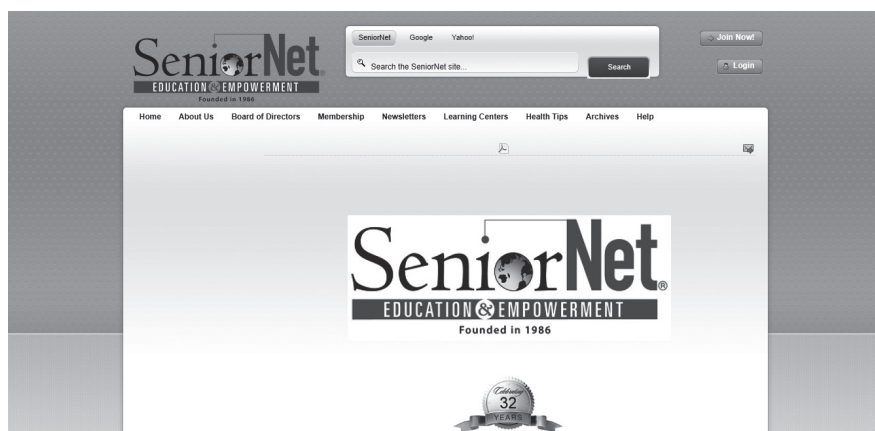 SeniorNet
Google
Yahoo!
Join Now!
SeniorNet®
Search the SeniorNet site...
Search
Login
EDUCATION & EMPOWERMENT
Founded in 1986
Home About Us Board of Directors Membership Newsletters Learning Centers Health Tips Archives Help
SeniorNet®
EDUCATION & EMPOWERMENT
Founded in 1986
Celebrating
32
YEARS